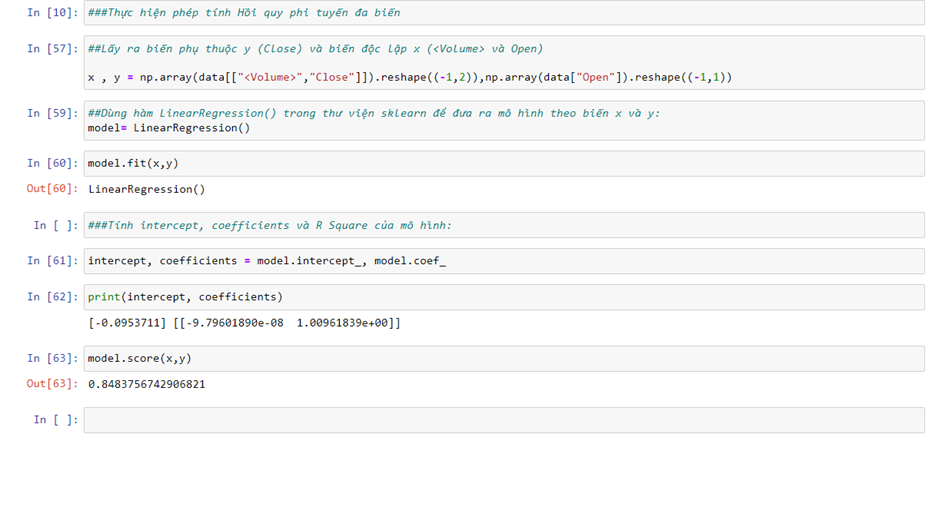 In [10]: ###Thực hiện phép tính Hồi quy phi tuyến đa biến
In [57]: ##Lấy ra biến phụ thuộc y (Close) và biến độc lập x (<Volume> và Open)
x , y = np.array(data[["<Volume>","Close"]]).reshape((-1,2)),np.array(data["Open"]).reshape((-1,1))
In [59]: ##Dùng hàm LinearRegression() trong thư viện sklearn để đưa ra mô hình theo biến x và y:
model= LinearRegression()
In [60]: model.fit(x,y)
Out[60]: LinearRegression()
In [ ]: ###Tính intercept, coefficients và R Square của mô hình:
In [61]: intercept, coefficients = model.intercept_, model.coef_
In [62]: print(intercept, coefficients)
[-0.0953711] [[-9.79601890e-08  1.00961839e+00]]
In [63]: model.score(x,y)
Out[63]: 0.8483756742906821
In [ ]: